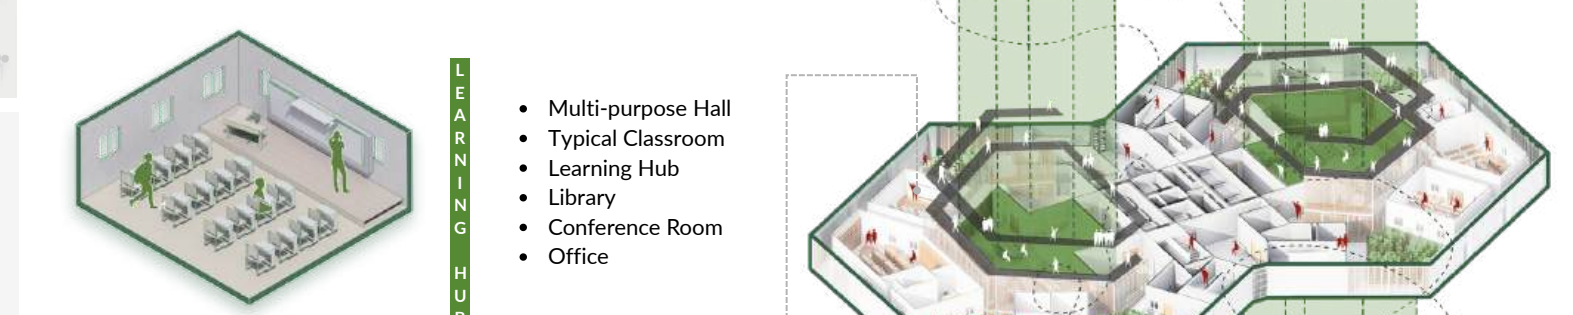 LEARNING HUB
Multi-purpose Hall
Typical Classroom
Learning Hub
Library
Conference Room
Office